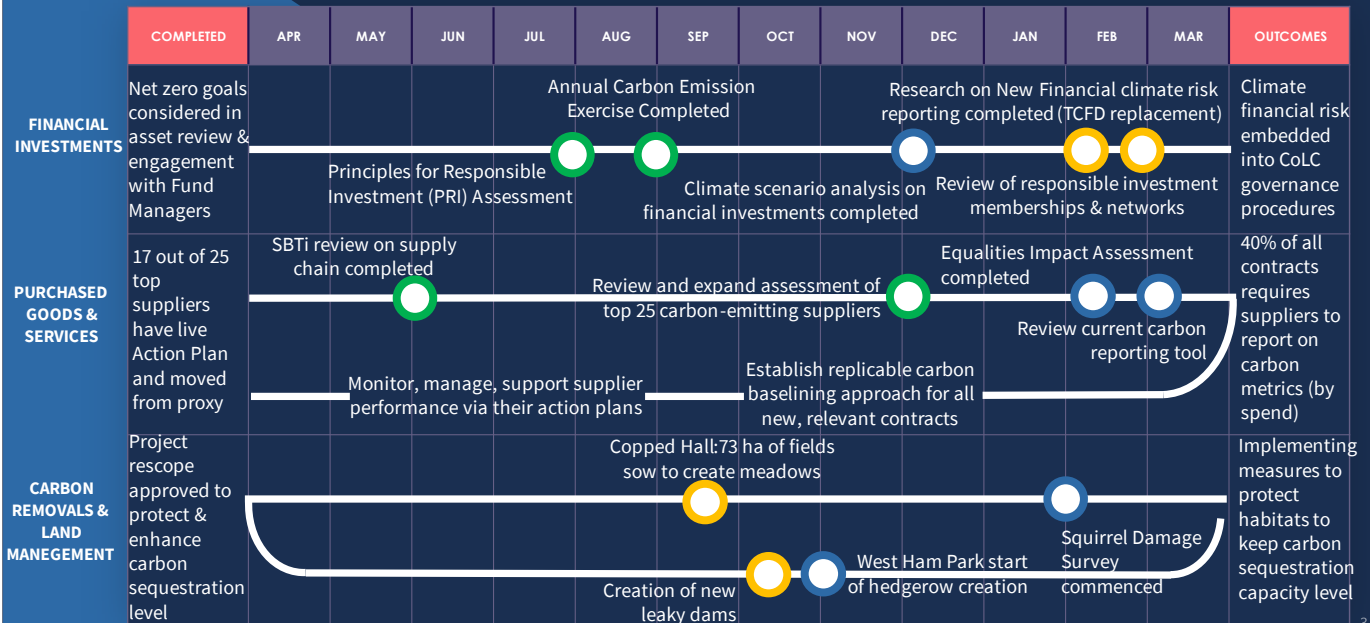 COMPLETED APR MAY JUN JUL AUG SEP OCT NOV DEC JAN FEB MAR OUTCOMES
FINANCIAL
INVESTMENTS
Net zero goals
considered in
asset review &
engagement
with Fund
Managers
Annual Carbon Emission
Exercise Completed
Principles for Responsible
Investment (PRI) Assessment
Research on New Financial climate risk
reporting completed (TCFD replacement)
Climate scenario analysis on
financial investments completed
Review of responsible investment
memberships & networks
Climate
financial risk
embedded
into CoLC
governance
procedures
PURCHASED
GOODS &
SERVICES
17 out of 25
top
suppliers
have live
Action Plan
and moved
from proxy
SBTi review on supply
chain completed
Review and expand assessment of
top 25 carbon-emitting suppliers
Equalities Impact Assessment
completed
Review current carbon
reporting tool
Monitor, manage, support supplier
performance via their action plans
Establish replicable carbon
baselining approach for all
new, relevant contracts
40% of all
contracts
requires
suppliers to
report on
carbon
metrics (by
spend)
CARBON
REMOVALS &
LAND
MANEGEMENT
Project
rescope
approved to
protect &
enhance
carbon
sequestration
level
Copped Hall:73 ha of fields
sow to create meadows
Creation of new
leaky dams
West Ham Park start
of hedgerow creation
Squirrel Damage
Survey
commenced
Implementing
measures to
protect
habitats to
keep carbon
sequestration
capacity level